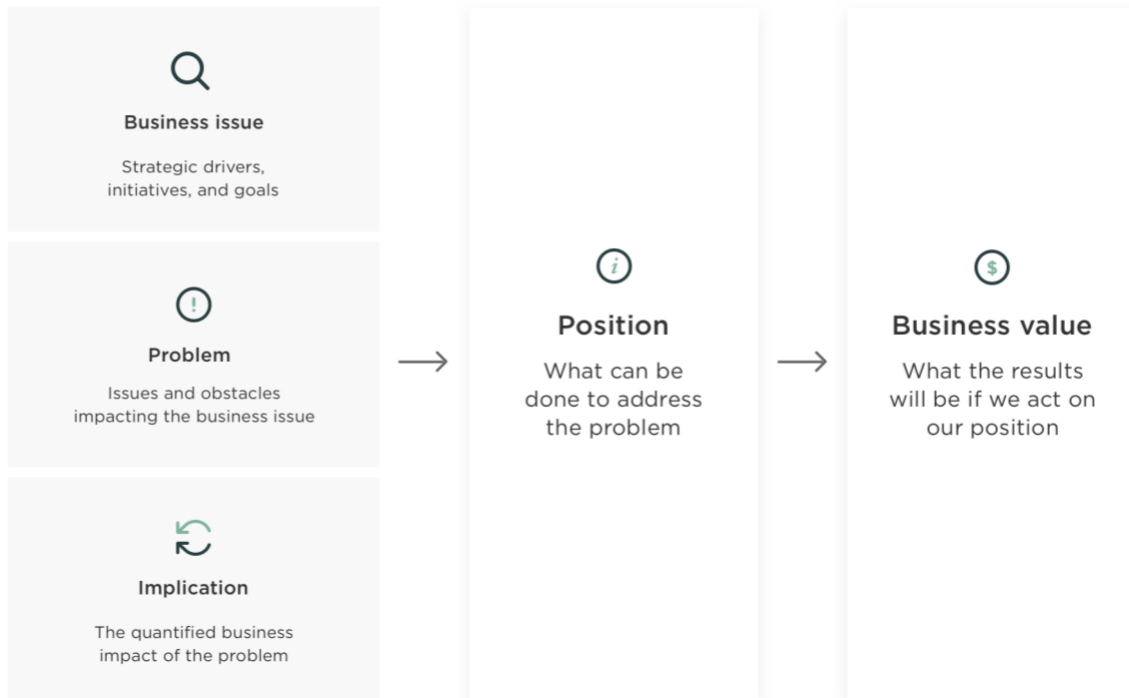 Business issue
Strategic drivers,
initiatives, and goals
!
Problem
Issues and obstacles
impacting the business issue
Implication
The quantified business
impact of the problem
i
Position
What can be
done to address
the problem
$
Business value
What the results
will be if we act on
our position